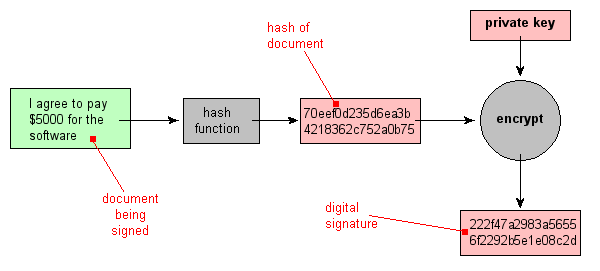 private key
hash of
document
I agree to pay
$5000 for the
software
hash
function
70eef0d235d6ea3b
4218362c752a0b75
encrypt
document
being
signed
digital
signature
222f47a2983a5655
6f2292b5e1e08c2d